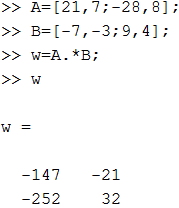 >> A=[21,7;-28,8];
>> B=[-7,-3;9,4];
>> w=A.*B;
>> w
w =
-147 -21
-252 32